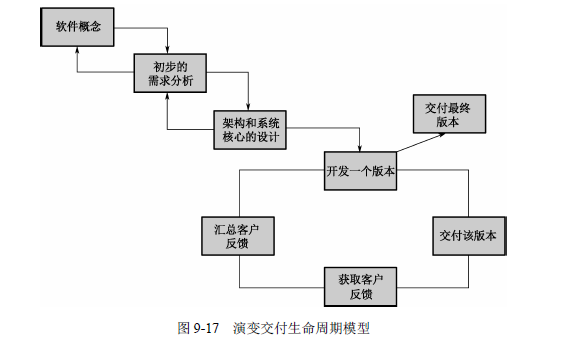 软件概念
初步的
需求分析
架构和系统
核心的设计
交付最终
版本
开发一个版本
汇总客户
反馈
交付该版本
获取客户
反馈
图 9-17 演变交付生命周期模型